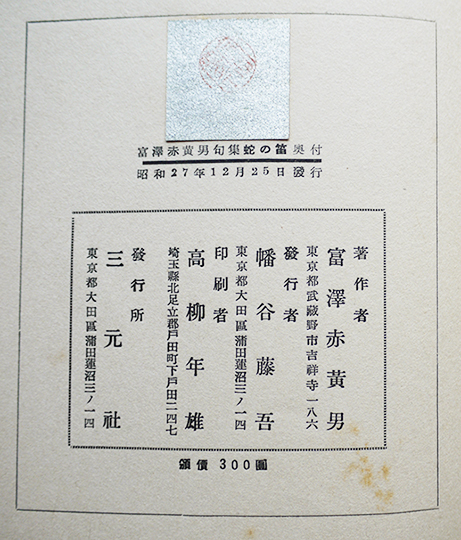 富澤赤黄男句集蛇の笛奥付
昭和27年12月25日發行
著作者
富澤赤黄男
東京都武蔵野市吉祥寺一八六
發行者
幡谷藤吾
東京都大田區蒲田蓮沼三ノ一四
印刷者
高柳年雄
埼玉縣北足立郡戸田町下戸田二四七
發行所
三元社
東京都大田區蒲田蓮沼三ノ一四
頒價 300圓